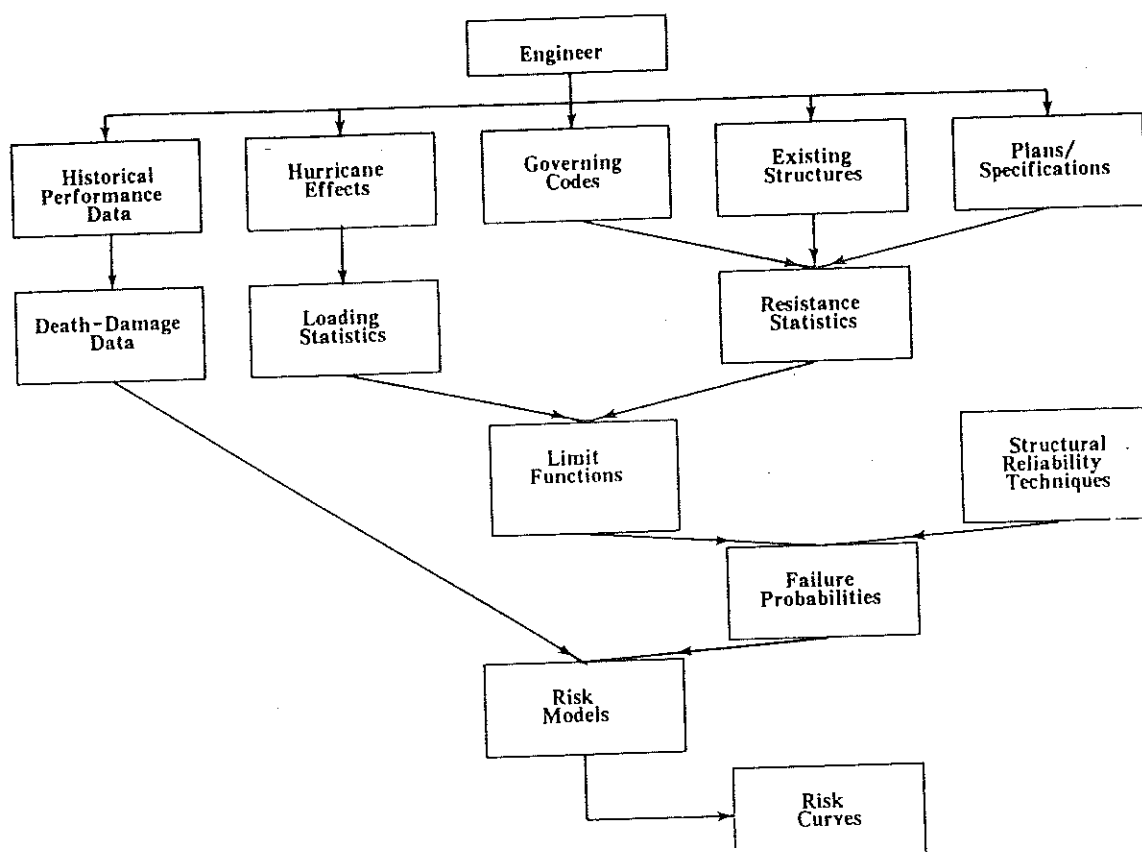 Engineer
Historical
Performance
Data
Hurricane
Effects
Governing
Codes
Existing
Structures
Plans/
Specifications
Death-Damage
Data
Loading
Statistics
Resistance
Statistics
Limit
Functions
Structural
Reliability
Techniques
Failure
Probabilities
Risk
Models
Risk
Curves